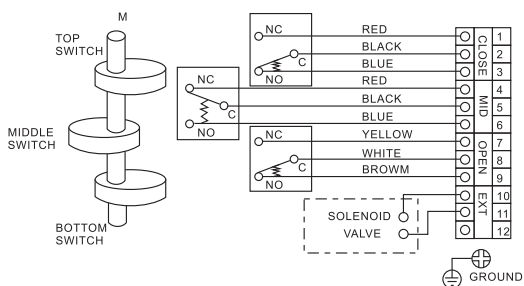 M
TOP
SWITCH
MIDDLE
SWITCH
BOTTOM
SWITCH
NC
C
NO
RED
BLACK
BLUE
NC
C
NO
RED
BLACK
BLUE
NC
C
NO
YELLOW
WHITE
BROWM
SOLENOID
VALVE
CLOSE
MID
OPEN
EXT
1
2
3
4
5
6
7
8
9
10
11
12
GROUND